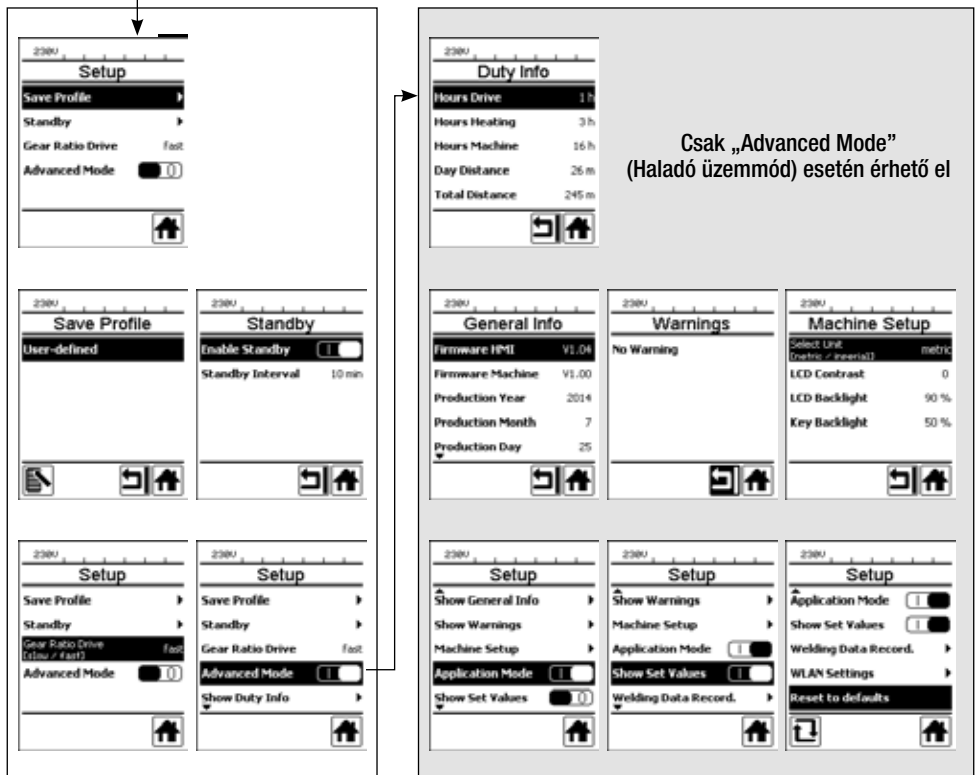 230V
Setup
Save Profile
Standby
Gear Ratio Drive fast
Advanced Mode 0
230V
Save Profile
User-defined
230V
Standby
Enable Standby I
Standby Interval 10 min
230V
Setup
Save Profile
Standby
Gear Ratio Drive
[slow / fast] fast
Advanced Mode 0
230V
Setup
Save Profile
Standby
Gear Ratio Drive fast
Advanced Mode I
Show Duty Info
230V
Duty Info
Hours Drive 1 h
Hours Heating 3 h
Hours Machine 16 h
Day Distance 26 m
Total Distance 245 m
Csak „Advanced Mode”
(Haladó üzemmód) esetén érhető el
230V
General Info
Firmware HMI V1.04
Firmware Machine V1.00
Production Year 2014
Production Month 7
Production Day 25
230V
Warnings
No Warning
230V
Machine Setup
Select Unit
[metric / imperial] metric
LCD Contrast 0
LCD Backlight 90 %
Key Backlight 50 %
230V
Setup
Show General Info
Show Warnings
Machine Setup
Application Mode I
Show Set Values 0
230V
Setup
Show Warnings
Machine Setup
Application Mode I
Show Set Values I
Welding Data Record.
230V
Setup
Application Mode I
Show Set Values I
Welding Data Record.
WLAN Settings
Reset to defaults